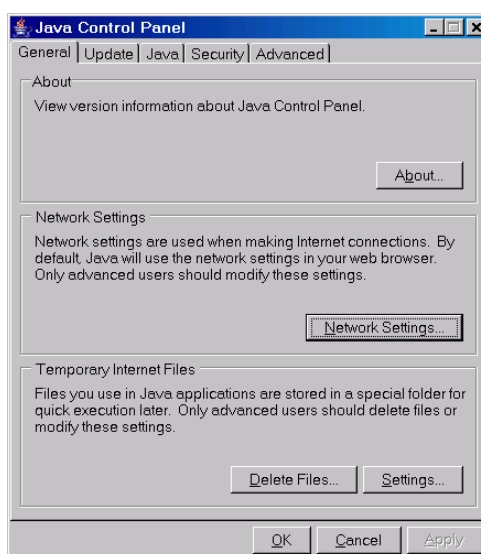 Java Control Panel
General Update Java Security Advanced
About
View version information about Java Control Panel.
About...
Network Settings
Network settings are used when making Internet connections. By
default, Java will use the network settings in your web browser.
Only advanced users should modify these settings.
Network Settings...
Temporary Internet Files
Files you use in Java applications are stored in a special folder for
quick execution later. Only advanced users should delete files or
modify these settings.
Delete Files... Settings...
OK Cancel Apply